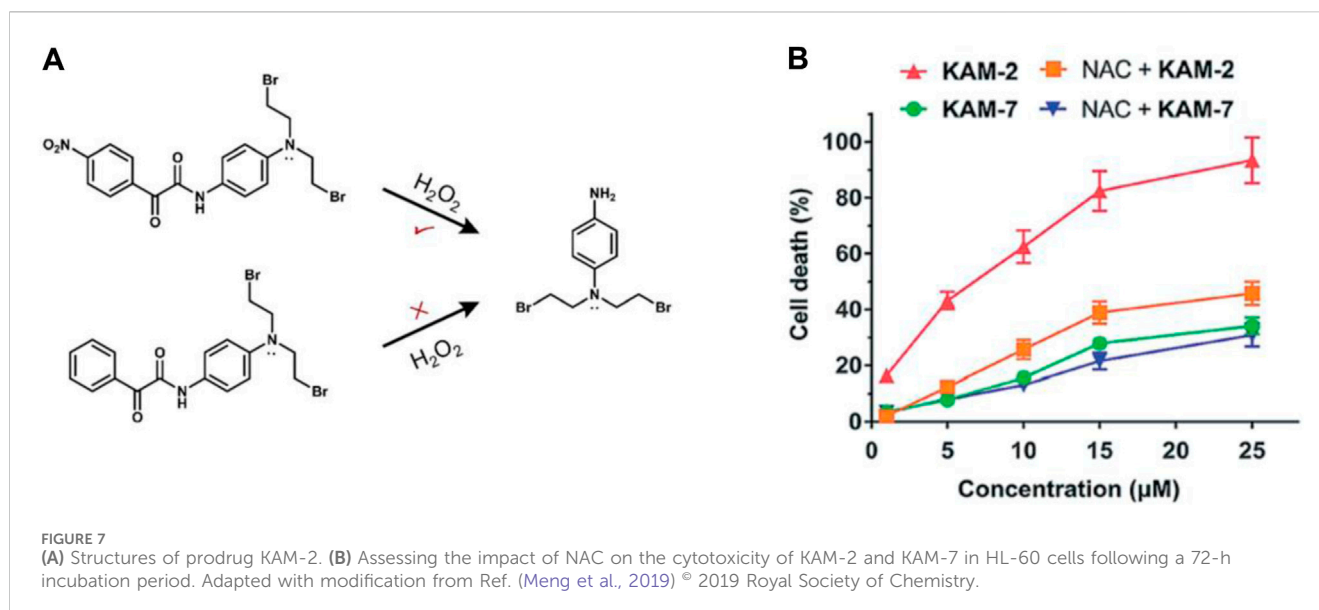 A
Br
N
..
Br
O2N
O
O
N
H
H2O2
✓
NH2
Br
N
..
Br
Br
N
..
Br
O
O
N
H
×
H2O2
B
KAM-2 NAC + KAM-2
KAM-7 NAC + KAM-7
Cell death (%)
100
80
60
40
20
0
0 5 10 15 20 25
Concentration (µM)
FIGURE 7
(A) Structures of prodrug KAM-2. (B) Assessing the impact of NAC on the cytotoxicity of KAM-2 and KAM-7 in HL-60 cells following a 72-h
incubation period. Adapted with modification from Ref. (Meng et al., 2019) © 2019 Royal Society of Chemistry.